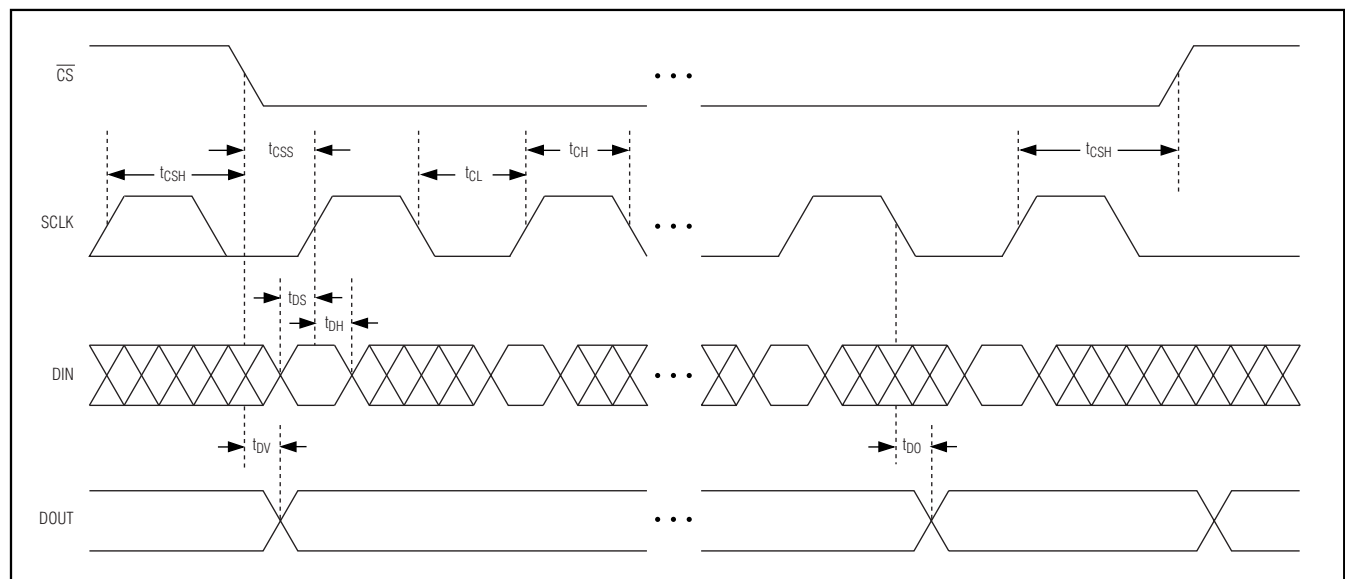 CS
• • •
tCSS
tCH
tCSH
tCL
tCSH
SCLK
• • •
tDS
tDH
DIN
• • •
tDV
tDO
DOUT
• • •